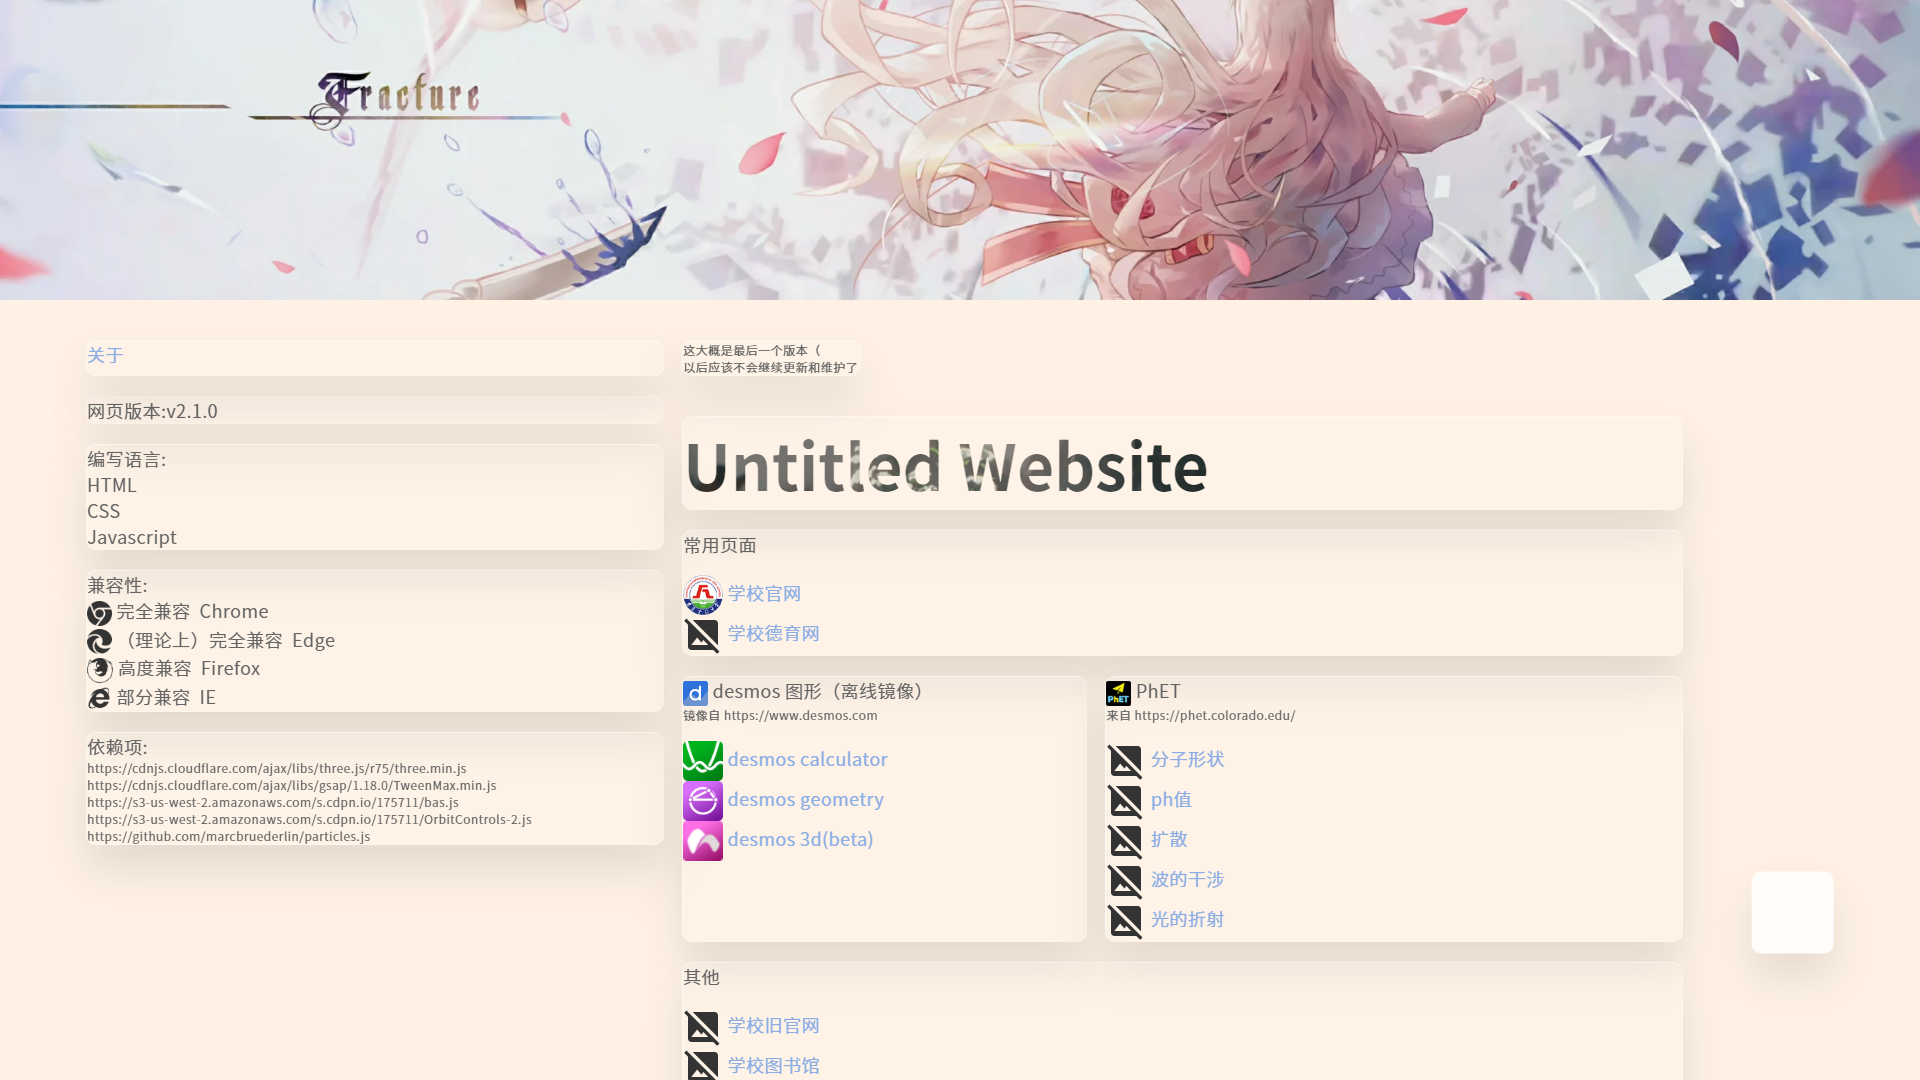 Fracture
关于
网页版本:v2.1.0
编写语言:
HTML
CSS
Javascript
兼容性:
完全兼容 Chrome
（理论上）完全兼容 Edge
高度兼容 Firefox
部分兼容 IE
依赖项:
https://cdnjs.cloudflare.com/ajax/libs/three.js/r75/three.min.js
https://cdnjs.cloudflare.com/ajax/libs/gsap/1.18.0/TweenMax.min.js
https://s3-us-west-2.amazonaws.com/s.cdpn.io/175711/bas.js
https://s3-us-west-2.amazonaws.com/s.cdpn.io/175711/OrbitControls-2.js
https://github.com/marcbruederlin/particles.js
这大概是最后一个版本（
以后应该不会继续更新和维护了
Untitled Website
常用页面
学校官网
学校德育网
desmos 图形（离线镜像）
镜像自 https://www.desmos.com
desmos calculator
desmos geometry
desmos 3d(beta)
PhET
PhET
来自 https://phet.colorado.edu/
分子形状
ph值
扩散
波的干涉
光的折射
其他
学校旧官网
学校图书馆